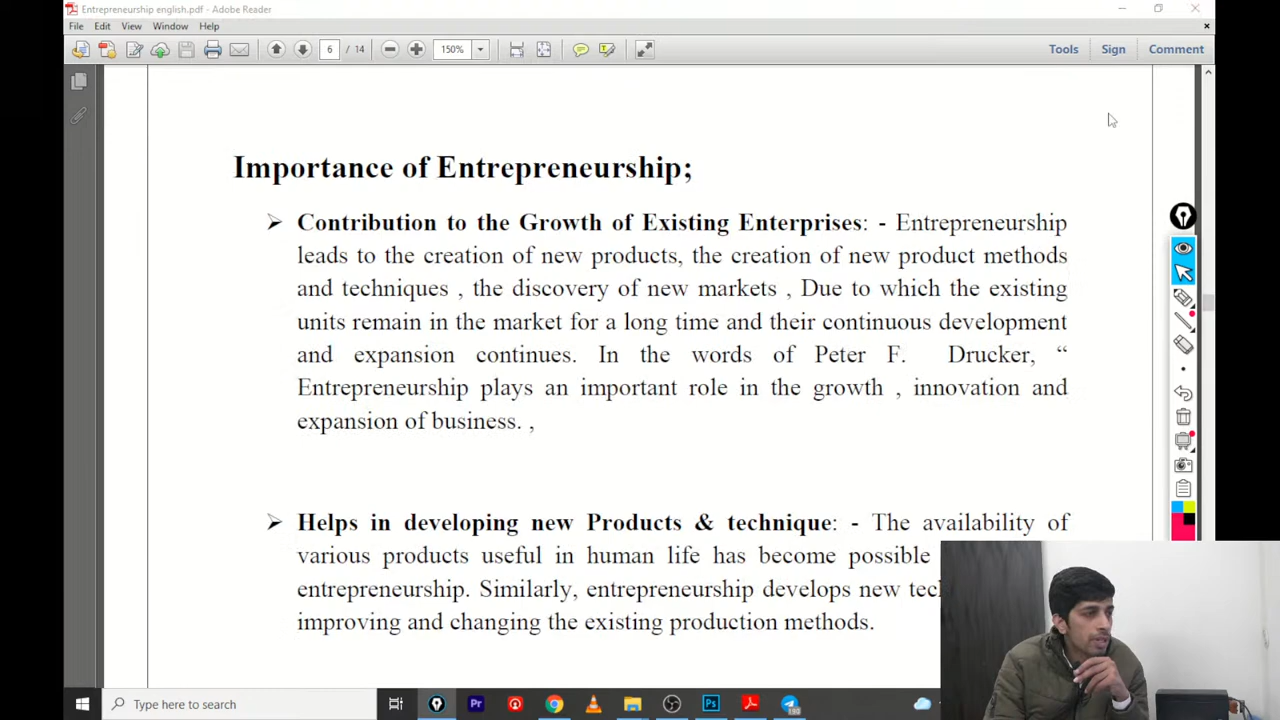 Entrepreneurship english.pdf - Adobe Reader
File Edit View Window Help
6 / 14 150% Tools Sign Comment
Importance of Entrepreneurship;
➢ Contribution to the Growth of Existing Enterprises: - Entrepreneurship
leads to the creation of new products, the creation of new product methods
and techniques , the discovery of new markets , Due to which the existing
units remain in the market for a long time and their continuous development
and expansion continues. In the words of Peter F. Drucker, “
Entrepreneurship plays an important role in the growth , innovation and
expansion of business. ,
➢ Helps in developing new Products & technique: - The availability of
various products useful in human life has become possible
entrepreneurship. Similarly, entrepreneurship develops new
improving and changing the existing production methods.
Type here to search